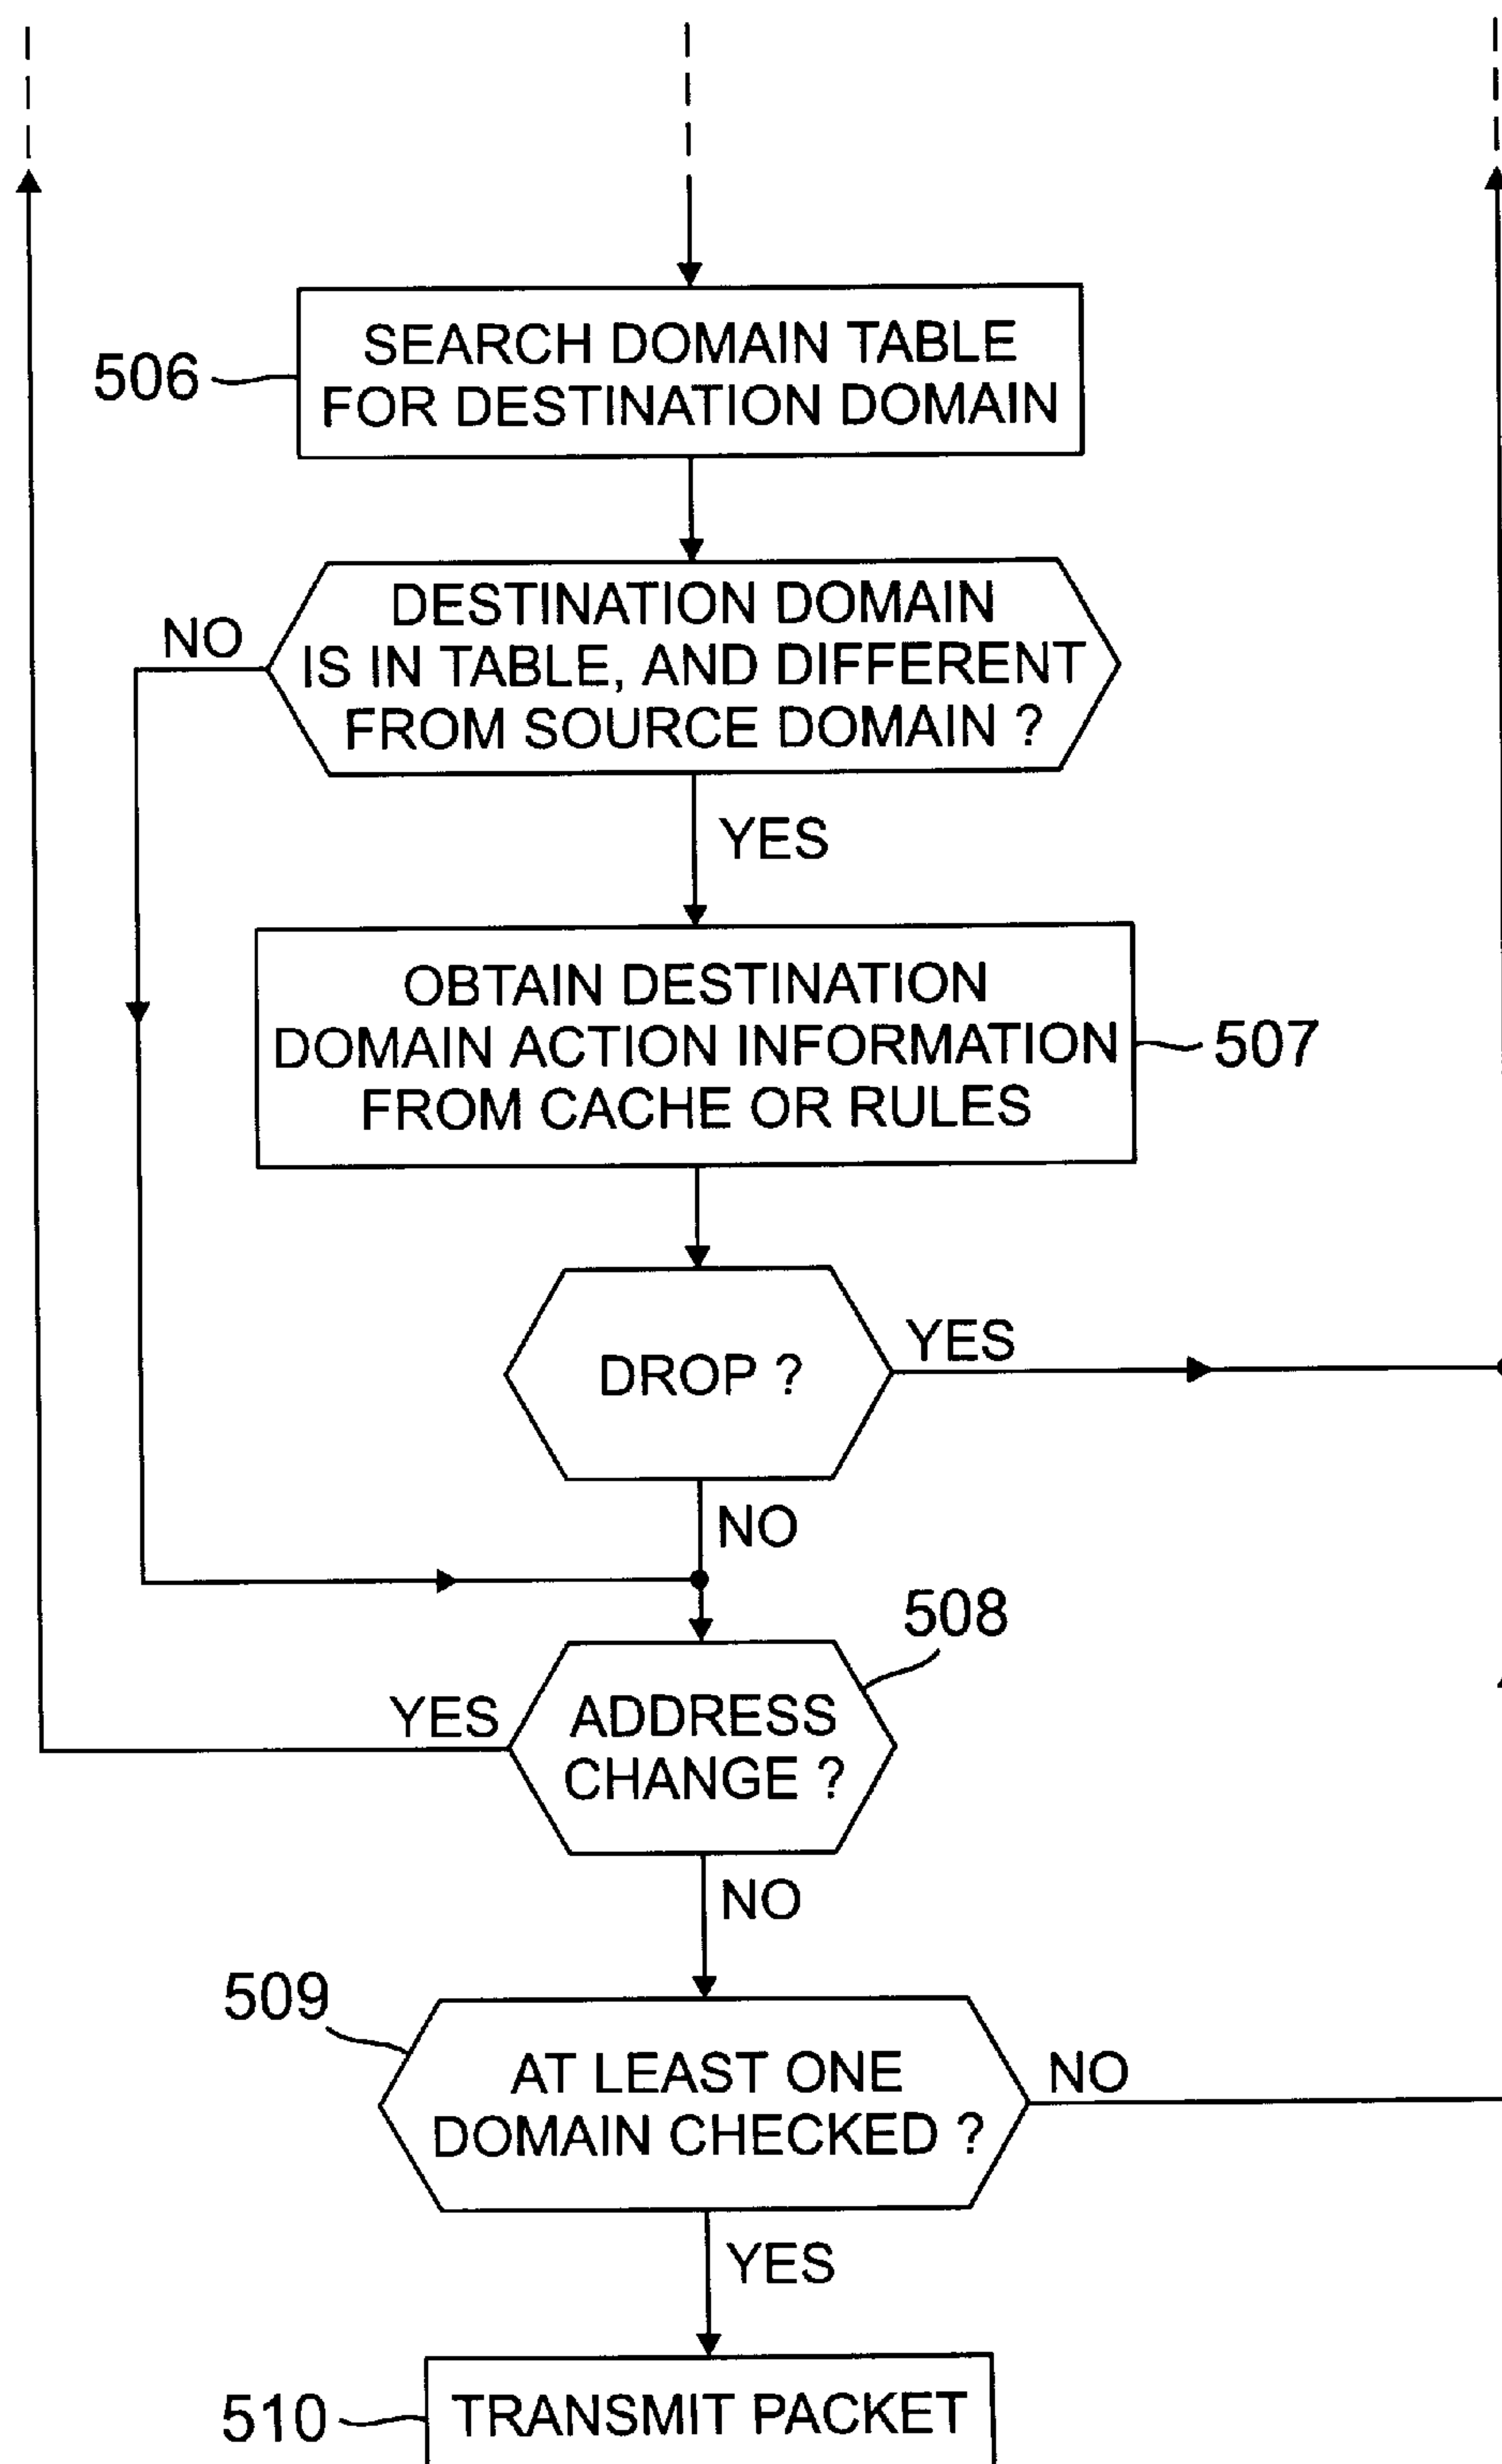 506
SEARCH DOMAIN TABLE
FOR DESTINATION DOMAIN
NO
DESTINATION DOMAIN
IS IN TABLE, AND DIFFERENT
FROM SOURCE DOMAIN ?
YES
OBTAIN DESTINATION
DOMAIN ACTION INFORMATION
FROM CACHE OR RULES
507
DROP ?
YES
NO
508
YES
ADDRESS
CHANGE ?
NO
509
AT LEAST ONE
DOMAIN CHECKED ?
NO
YES
510
TRANSMIT PACKET